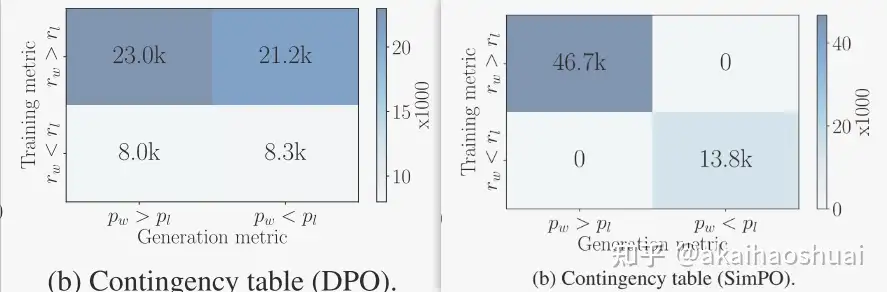 Training metric
r_w > r_l
r_w < r_l
23.0k
21.2k
8.0k
8.3k
p_w > p_l
p_w < p_l
Generation metric
20
15
10
x1000
(b) Contingency table (DPO).
Training metric
r_w > r_l
r_w < r_l
46.7k
0
0
13.8k
p_w > p_l
p_w < p_l
Generation metric
40
20
0
x1000
知乎 @akaihaoshuai
(b) Contingency table (SimPO).